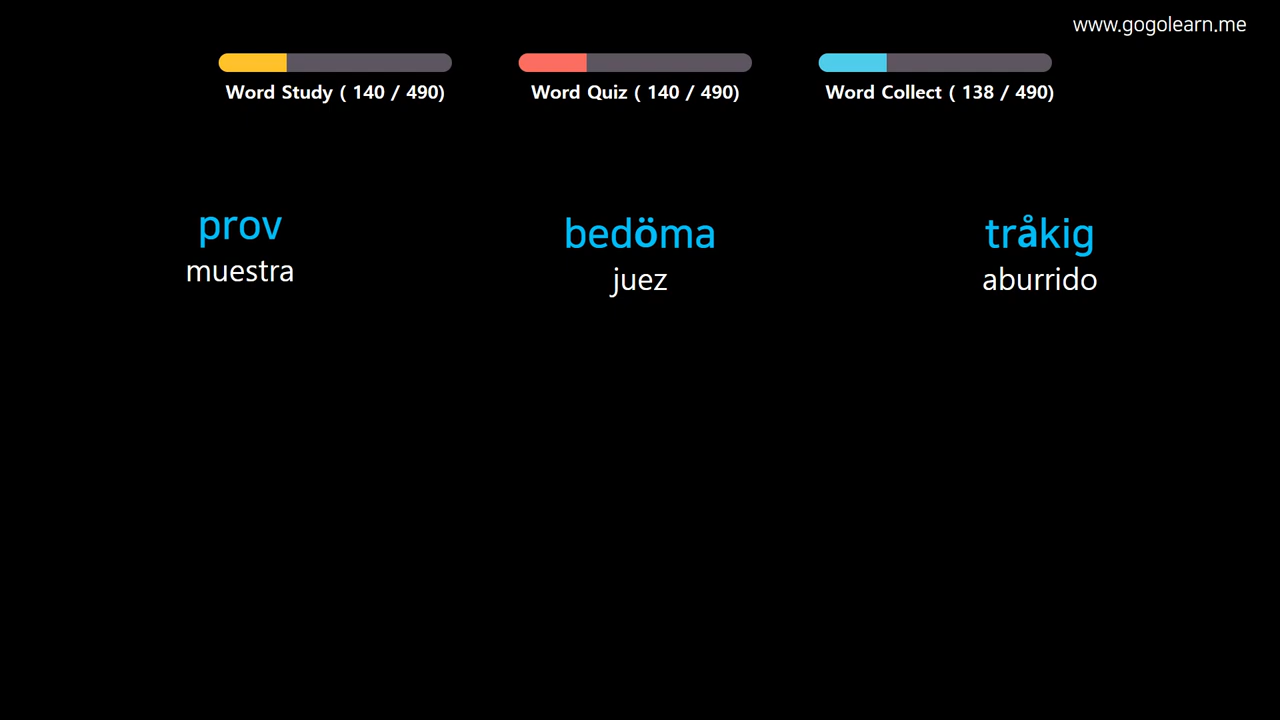 www.gogolearn.me
Word Study ( 140 / 490)
Word Quiz ( 140 / 490)
Word Collect ( 138 / 490)
prov
muestra
bedöma
juez
tråkig
aburrido